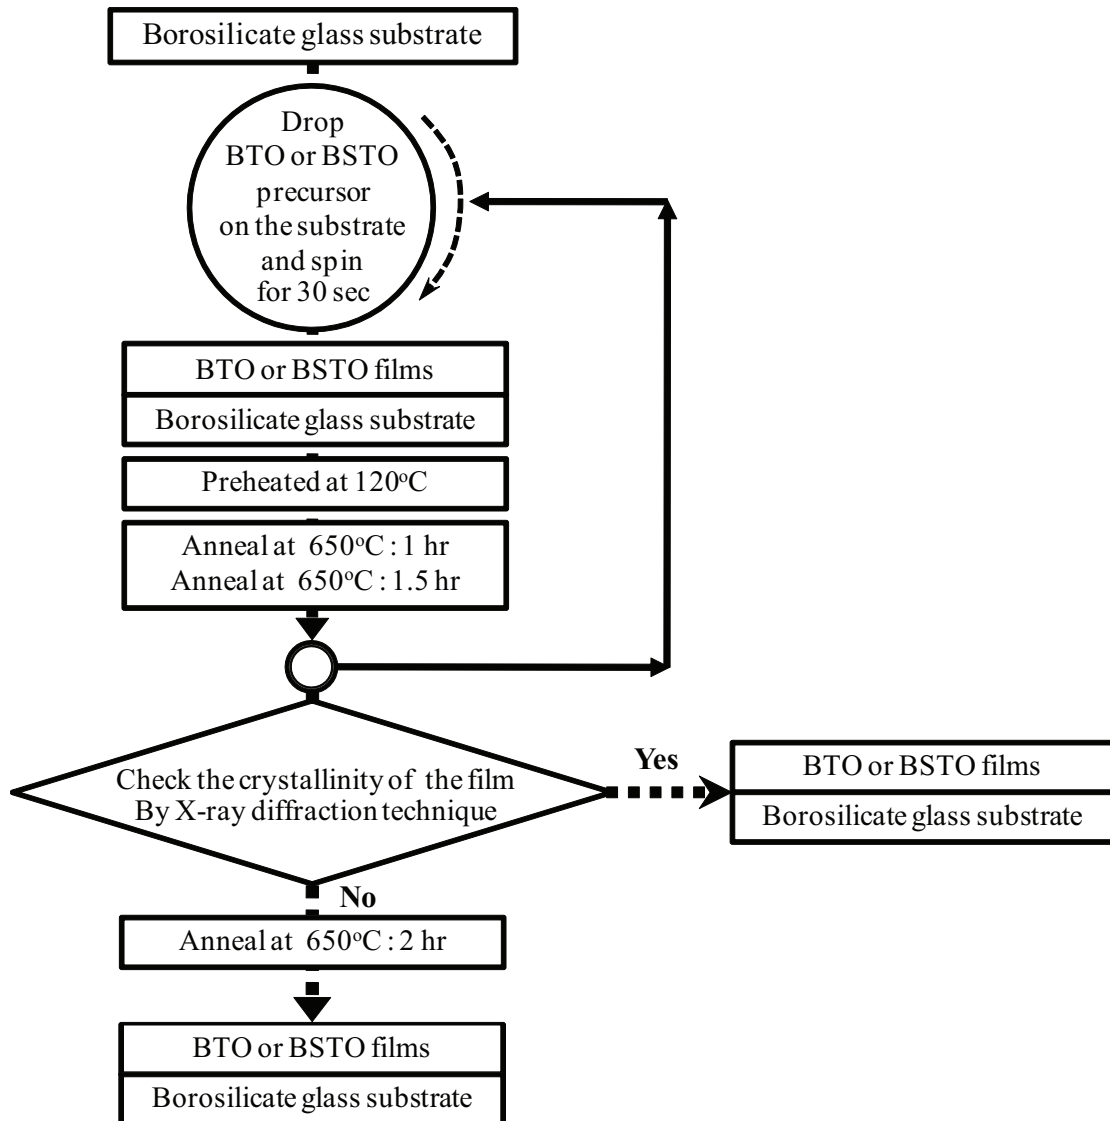 Borosilicate glass substrate
Drop
BTO or BSTO
precursor
on the substrate
and spin
for 30 sec
BTO or BSTO films
Borosilicate glass substrate
Preheated at 120°C
Anneal at 650°C : 1 hr
Anneal at 650°C : 1.5 hr
Check the crystallinity of the film
By X-ray diffraction technique
Yes
BTO or BSTO films
Borosilicate glass substrate
No
Anneal at 650°C : 2 hr
BTO or BSTO films
Borosilicate glass substrate